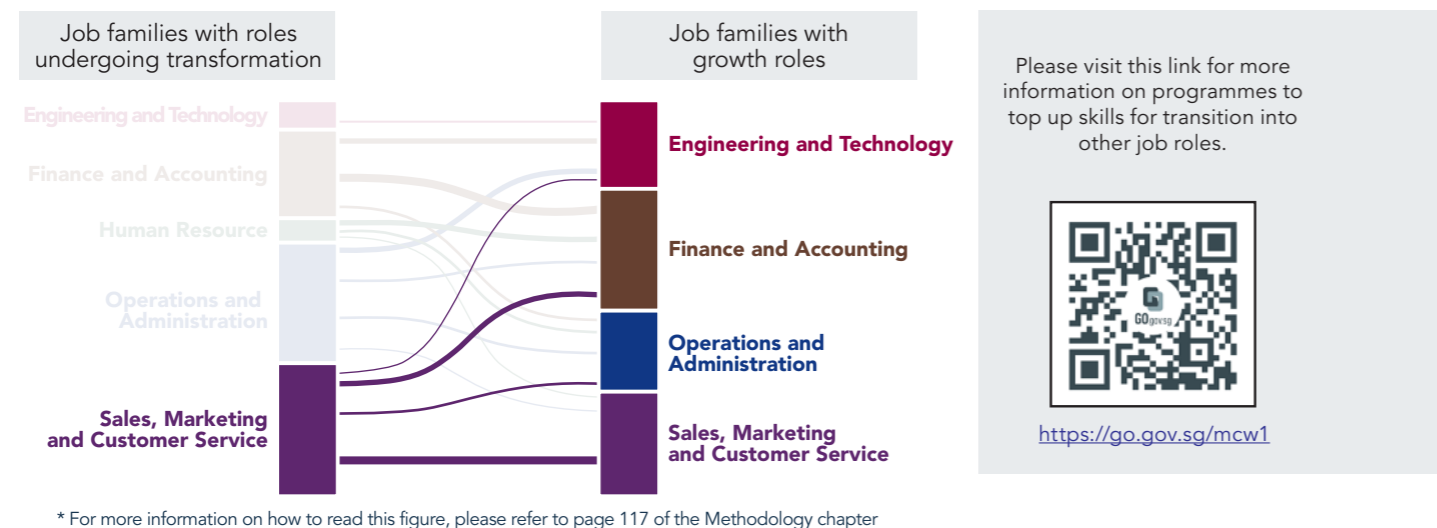 Job families with roles
undergoing transformation
Job families with
growth roles
Engineering and Technology
Finance and Accounting
Human Resource
Operations and
Administration
Sales, Marketing
and Customer Service
Engineering and Technology
Finance and Accounting
Operations and
Administration
Sales, Marketing
and Customer Service
Please visit this link for more
information on programmes to
top up skills for transition into
other job roles.
GOgov.sg
https://go.gov.sg/mcw1
* For more information on how to read this figure, please refer to page 117 of the Methodology chapter